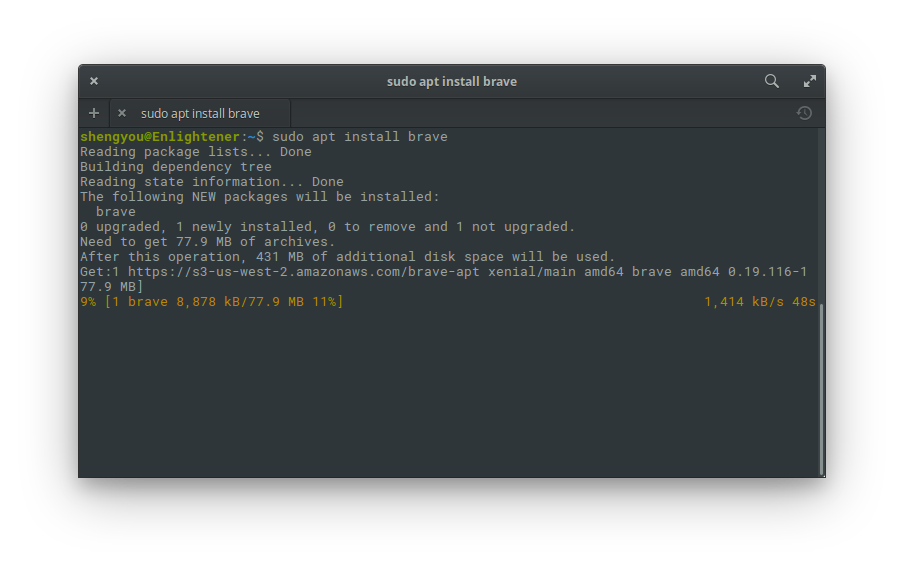 sudo apt install brave
sudo apt install brave
shengyou@Enlightener:~$ sudo apt install brave
Reading package lists... Done
Building dependency tree
Reading state information... Done
The following NEW packages will be installed:
  brave
0 upgraded, 1 newly installed, 0 to remove and 1 not upgraded.
Need to get 77.9 MB of archives.
After this operation, 431 MB of additional disk space will be used.
Get:1 https://s3-us-west-2.amazonaws.com/brave-apt xenial/main amd64 brave amd64 0.19.116-1
77.9 MB]
9% [1 brave 8,878 kB/77.9 MB 11%] 1,414 kB/s 48s